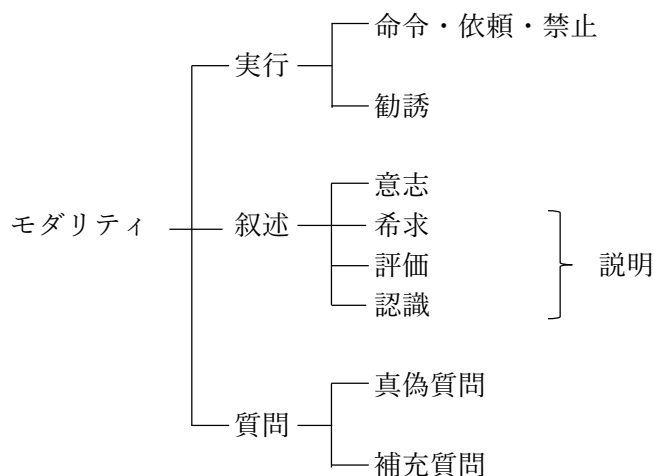 命令・依頼・禁止
実行
勧誘
意志
モダリティ
叙述
希求
評価
説明
認識
真偽質問
質問
補充質問